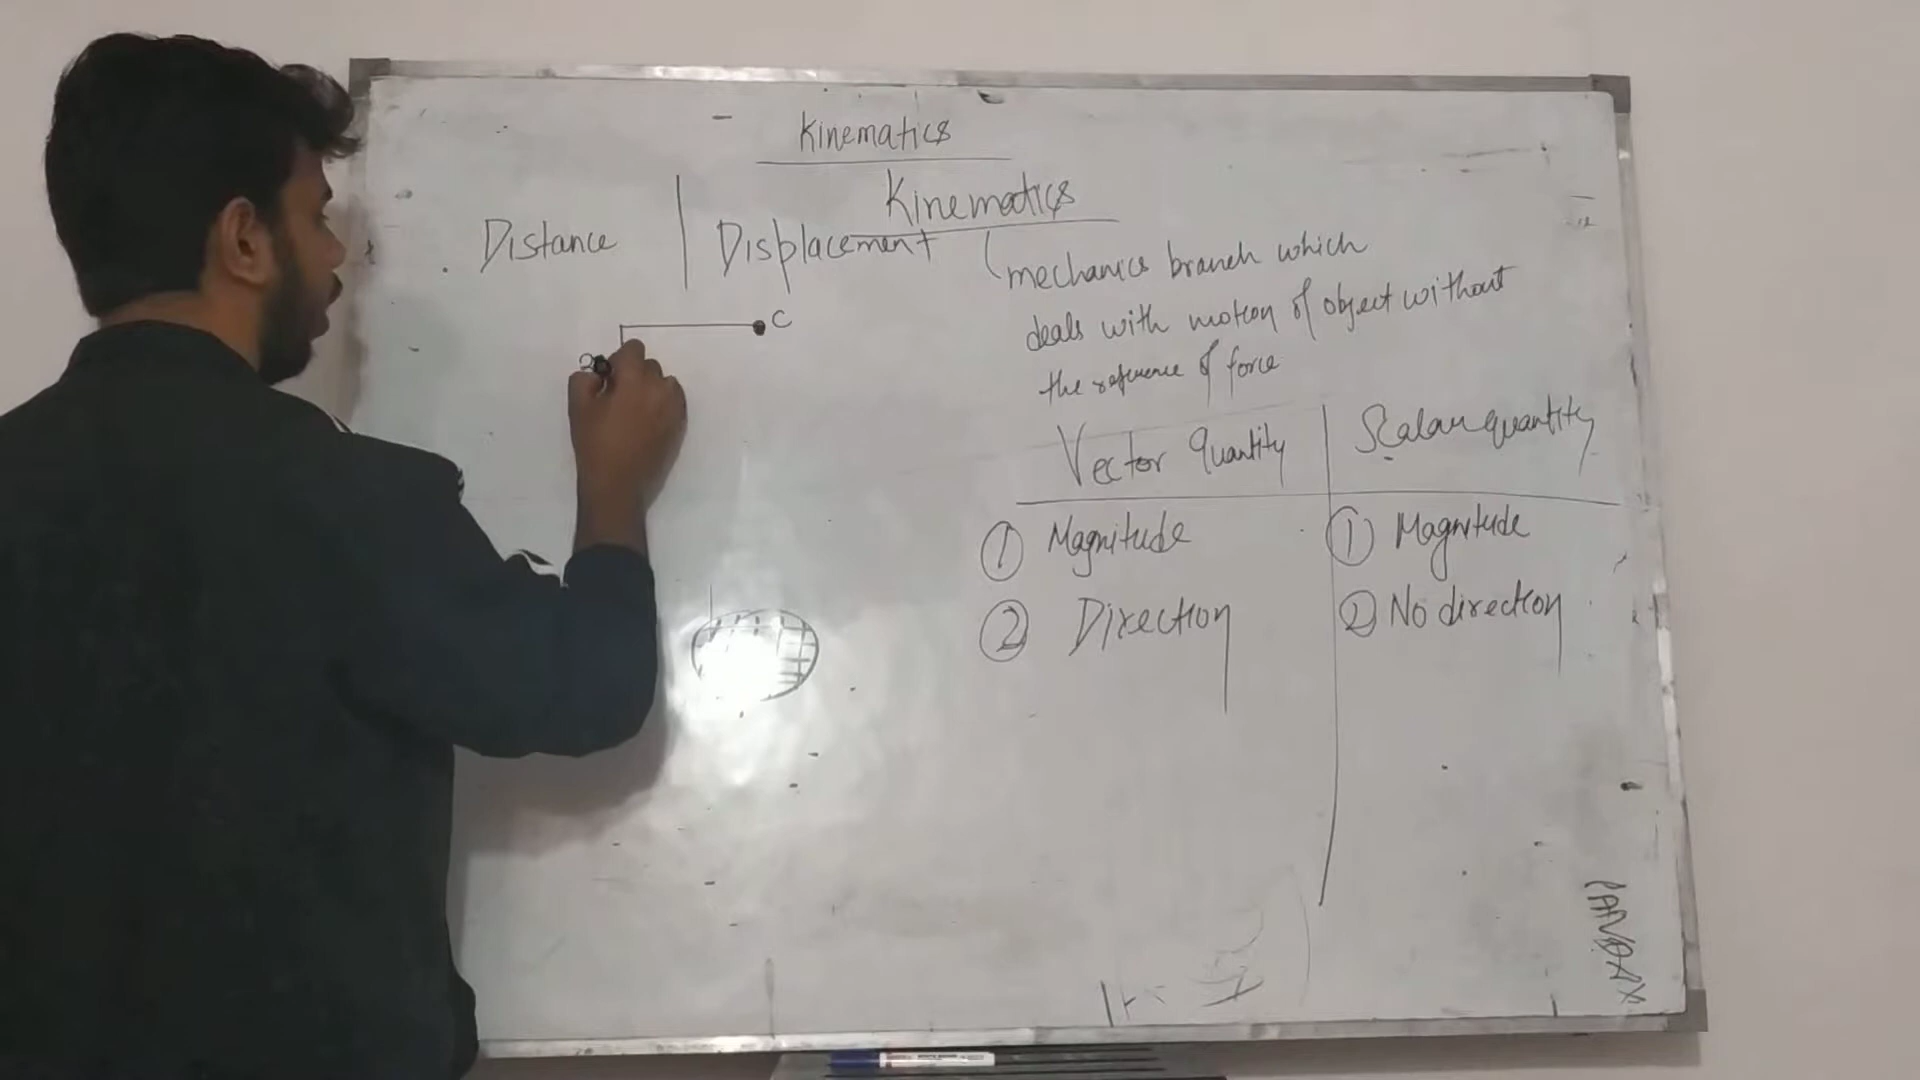 Kinematics
Kinematics
Distance | Displacement
(mechanics branch which
deals with motion of object without
the reference of force
C
Vector Quantity | Scalar quantity
① Magnitude
② Direction
① Magnitude
② No direction